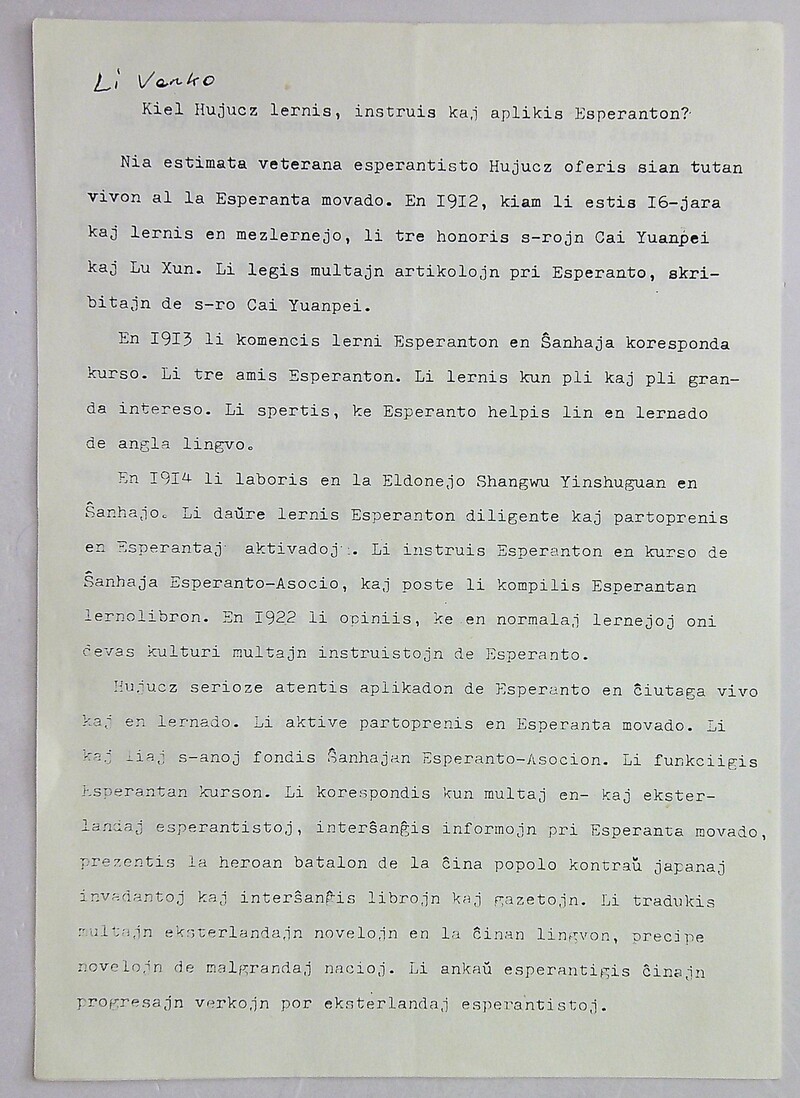 Li Venko
Kiel Hujucz lernis, instruis kaj aplikis Esperanton?
Nia estimata veterana esperantisto Hujucz oferis sian tutan
vivon al la Esperanta movado. En 1912, kiam li estis 16-jara
kaj lernis en mezlernejo, li tre honoris s-rojn Cai Yuanpei
kaj Lu Xun. Li legis multajn artikolojn pri Esperanto, skri-
bitajn de s-ro Cai Yuanpei.
En 1913 li komencis lerni Esperanton en Ŝanhaja koresponda
kurso. Li tre amis Esperanton. Li lernis kun pli kaj pli gran-
da intereso. Li spertis, ke Esperanto helpis lin en lernado
de angla lingvo.
En 1914 li laboris en la Eldonejo Shangwu Yinshuguan en
Ŝanhajo. Li daŭre lernis Esperanton diligente kaj partoprenis
en Esperantaj aktivadoj. Li instruis Esperanton en kurso de
Ŝanhaja Esperanto-Asocio, kaj poste li kompilis Esperantan
lernolibron. En 1922 li opiniis, ke en normalaj lernejoj oni
devas kulturi multajn instruistojn de Esperanto.
Hujucz serioze atentis aplikadon de Esperanto en ĉiutaga vivo
kaj en lernado. Li aktive partoprenis en Esperanta movado. Li
kaj liaj s-anoj fondis Ŝanhajan Esperanto-Asocion. Li funkciigis
Esperantan kurson. Li korespondis kun multaj en- kaj ekster-
landaj esperantistoj, interŝanĝis informojn pri Esperanta movado,
prezentis la heroan batalon de la ĉina popolo kontraŭ japanaj
invadantoj kaj interŝanĝis librojn kaj gazetojn. Li tradukis
multajn eksterlandajn novelojn en la ĉinan lingvon, precipe
novelojn de malgrandaj nacioj. Li ankaŭ esperantigis ĉinajn
progresajn verkojn por eksterlandaj esperantistoj.